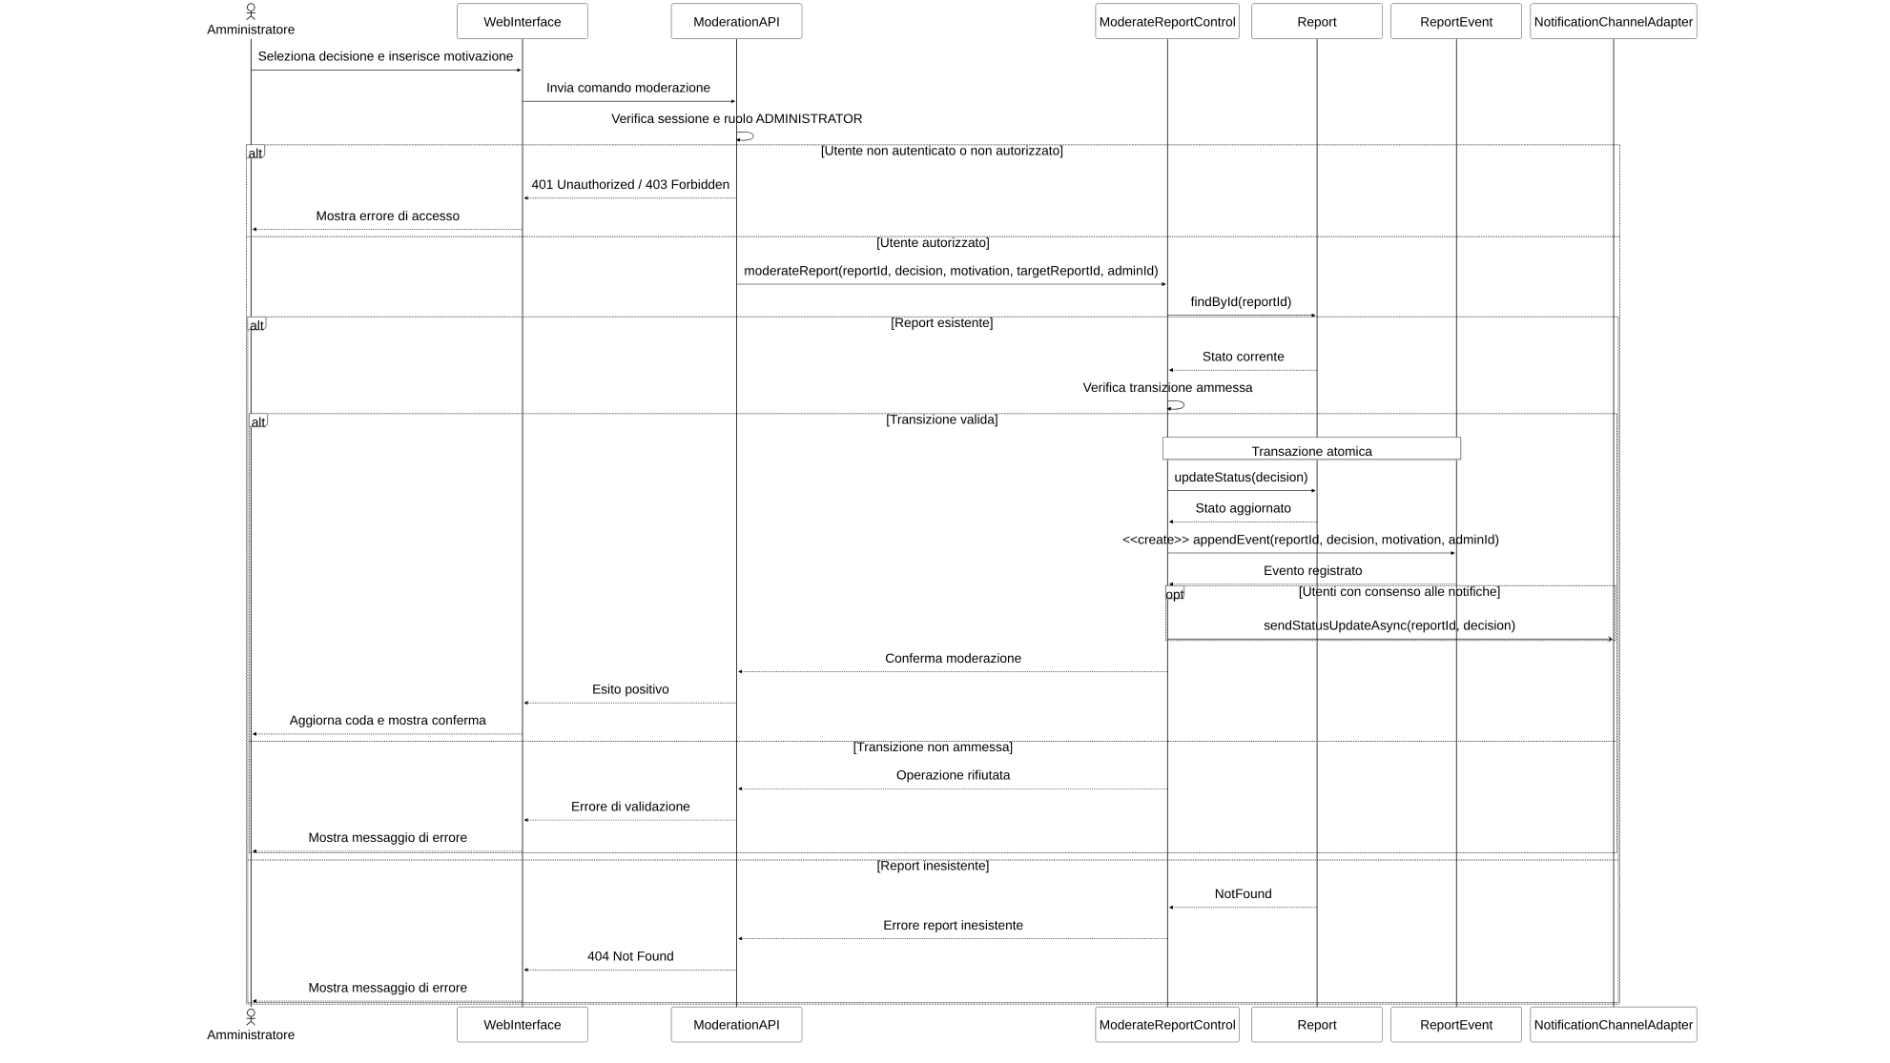 Amministratore
WebInterface
ModerationAPI
ModerateReportControl
Report
ReportEvent
NotificationChannelAdapter
Seleziona decisione e inserisce motivazione
Invia comando moderazione
Verifica sessione e ruolo ADMINISTRATOR
alt
[Utente non autenticato o non autorizzato)
401 Unauthorized / 403 Forbidden
Mostra errore di accesso
[Utente autorizzato]
moderateReport(reportId, decision, motivation, targetReportId, adminId)
findById(reportId)
alt
[Report esistente]
Stato corrente
Verifica transizione ammessa
alt
[Transizione valida]
Transazione atomica
updateStatus(decision)
Stato aggiornato
<<create>> appendEvent(reportId, decision, motivation, adminId)
Evento registrato
opt
[Utenti con consenso alle notifiche]
sendStatusUpdateAsync(reportId, decision)
Conferma moderazione
Esito positivo
Aggiorna coda e mostra conferma
[Transizione non ammessa]
Operazione rifiutata
Errore di validazione
Mostra messaggio di errore
[Report inesistente]
NotFound
Errore report inesistente
404 Not Found
Mostra messaggio di errore
Amministratore
WebInterface
ModerationAPI
ModerateReportControl
Report
ReportEvent
NotificationChannelAdapter